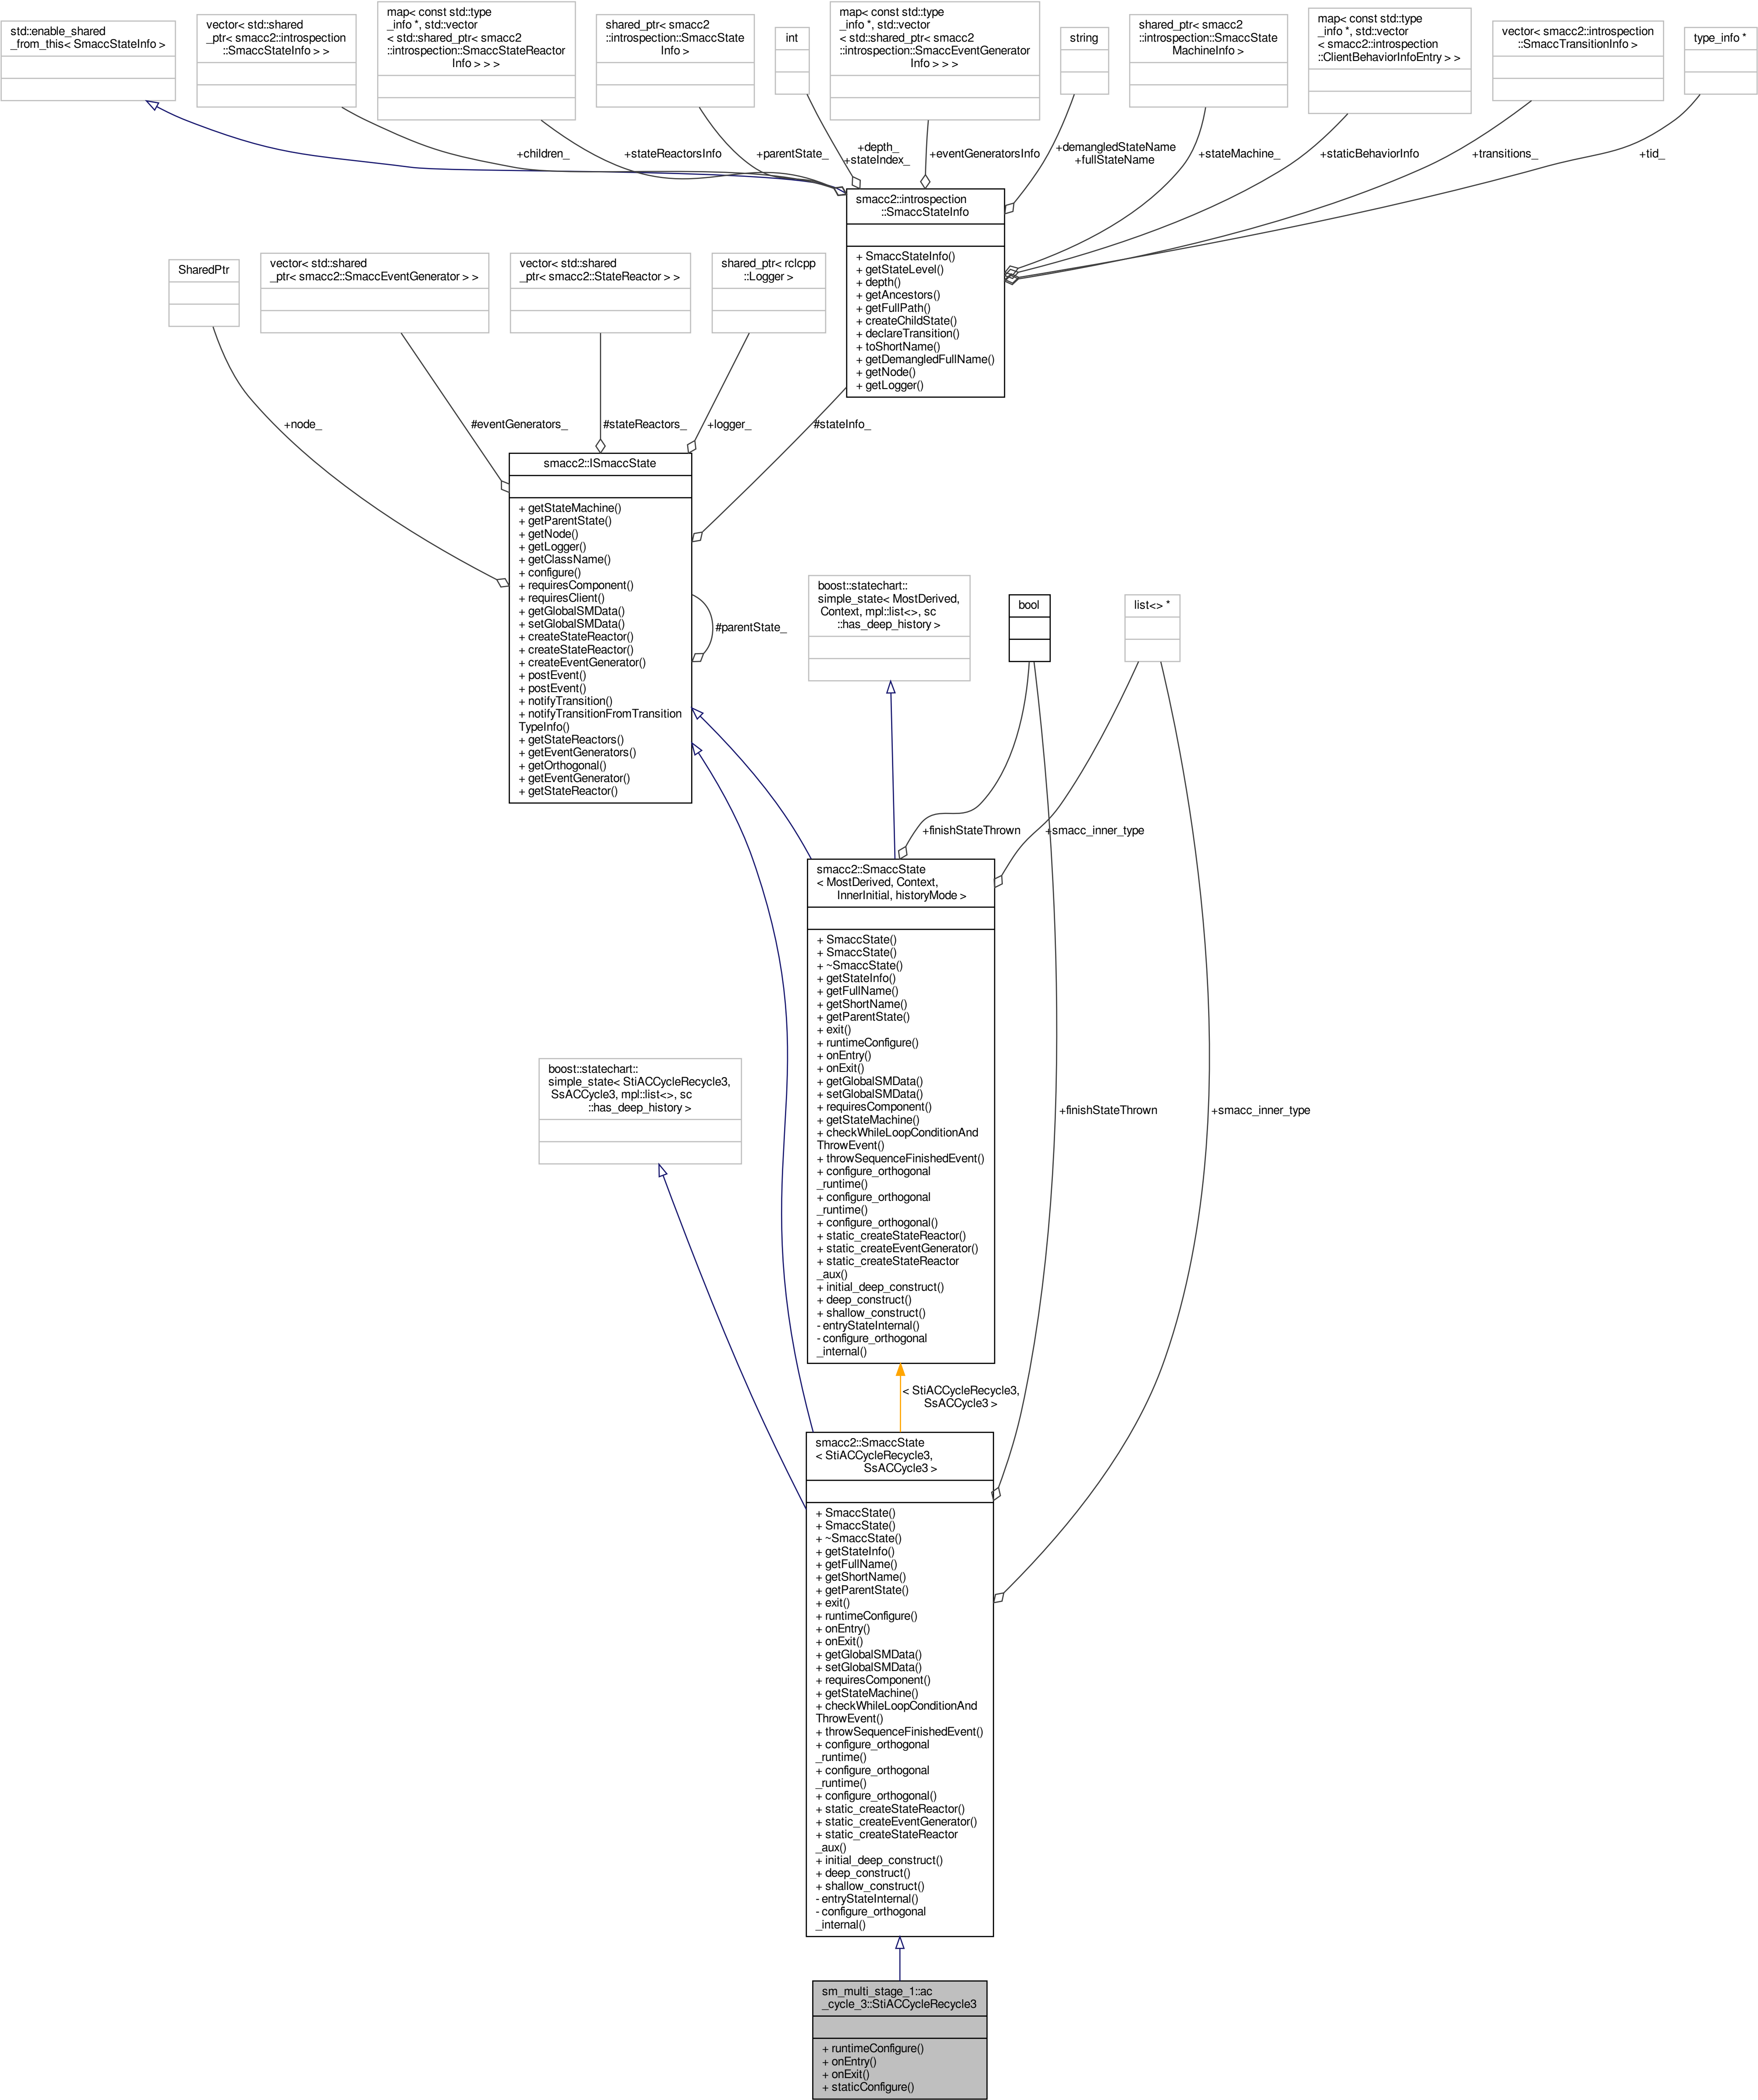 std::enable_shared
_from_this< SmaccStateInfo >
vector< std::shared
_ptr< smacc2::introspection
::SmaccStateInfo > >
map< const std::type
_info *, std::vector
< std::shared_ptr< smacc2
::introspection::SmaccStateReactor
Info > > >
shared_ptr< smacc2
::introspection::SmaccState
Info >
int
map< const std::type
_info *, std::vector
< std::shared_ptr< smacc2
::introspection::SmaccEventGenerator
Info > > >
string
shared_ptr< smacc2
::introspection::SmaccState
MachineInfo >
map< const std::type
_info *, std::vector
< smacc2::introspection
::ClientBehaviorInfoEntry > >
vector< smacc2::introspection
::SmaccTransitionInfo >
type_info *
+children_
+stateReactorsInfo
+parentState_
+depth_
+stateIndex_
+eventGeneratorsInfo
+demangledStateName
+fullStateName
+stateMachine_
+staticBehaviorInfo
+transitions_
+tid_
smacc2::introspection
::SmaccStateInfo
+ SmaccStateInfo()
+ getStateLevel()
+ depth()
+ getAncestors()
+ getFullPath()
+ createChildState()
+ declareTransition()
+ toShortName()
+ getDemangledFullName()
+ getNode()
+ getLogger()
SharedPtr
vector< std::shared
_ptr< smacc2::SmaccEventGenerator > >
vector< std::shared
_ptr< smacc2::StateReactor > >
shared_ptr< rclcpp
::Logger >
+node_
#eventGenerators_
#stateReactors_
+logger_
#stateInfo_
smacc2::ISmaccState
+ getStateMachine()
+ getParentState()
+ getNode()
+ getLogger()
+ getClassName()
+ configure()
+ requiresComponent()
+ requiresClient()
+ getGlobalSMData()
+ setGlobalSMData()
+ createStateReactor()
+ createStateReactor()
+ createEventGenerator()
+ postEvent()
+ postEvent()
+ notifyTransition()
+ notifyTransitionFromTransition
TypeInfo()
+ getStateReactors()
+ getEventGenerators()
+ getOrthogonal()
+ getEventGenerator()
+ getStateReactor()
#parentState_
boost::statechart::
simple_state< MostDerived,
Context, mpl::list<>, sc
::has_deep_history >
bool
list<> *
+finishStateThrown
+smacc_inner_type
smacc2::SmaccState
< MostDerived, Context,
InnerInitial, historyMode >
+ SmaccState()
+ SmaccState()
+ ~SmaccState()
+ getStateInfo()
+ getFullName()
+ getShortName()
+ getParentState()
+ exit()
+ runtimeConfigure()
+ onEntry()
+ onExit()
+ getGlobalSMData()
+ setGlobalSMData()
+ requiresComponent()
+ getStateMachine()
+ checkWhileLoopConditionAnd
ThrowEvent()
+ throwSequenceFinishedEvent()
+ configure_orthogonal
_runtime()
+ configure_orthogonal
_runtime()
+ configure_orthogonal()
+ static_createStateReactor()
+ static_createEventGenerator()
+ static_createStateReactor
_aux()
+ initial_deep_construct()
+ deep_construct()
+ shallow_construct()
- entryStateInternal()
- configure_orthogonal
_internal()
boost::statechart::
simple_state< StiACCycleRecycle3,
SsACCycle3, mpl::list<>, sc
::has_deep_history >
+finishStateThrown
+smacc_inner_type
< StiACCycleRecycle3,
SsACCycle3 >
smacc2::SmaccState
< StiACCycleRecycle3,
SsACCycle3 >
+ SmaccState()
+ SmaccState()
+ ~SmaccState()
+ getStateInfo()
+ getFullName()
+ getShortName()
+ getParentState()
+ exit()
+ runtimeConfigure()
+ onEntry()
+ onExit()
+ getGlobalSMData()
+ setGlobalSMData()
+ requiresComponent()
+ getStateMachine()
+ checkWhileLoopConditionAnd
ThrowEvent()
+ throwSequenceFinishedEvent()
+ configure_orthogonal
_runtime()
+ configure_orthogonal
_runtime()
+ configure_orthogonal()
+ static_createStateReactor()
+ static_createEventGenerator()
+ static_createStateReactor
_aux()
+ initial_deep_construct()
+ deep_construct()
+ shallow_construct()
- entryStateInternal()
- configure_orthogonal
_internal()
sm_multi_stage_1::ac
_cycle_3::StiACCycleRecycle3
+ runtimeConfigure()
+ onEntry()
+ onExit()
+ staticConfigure()